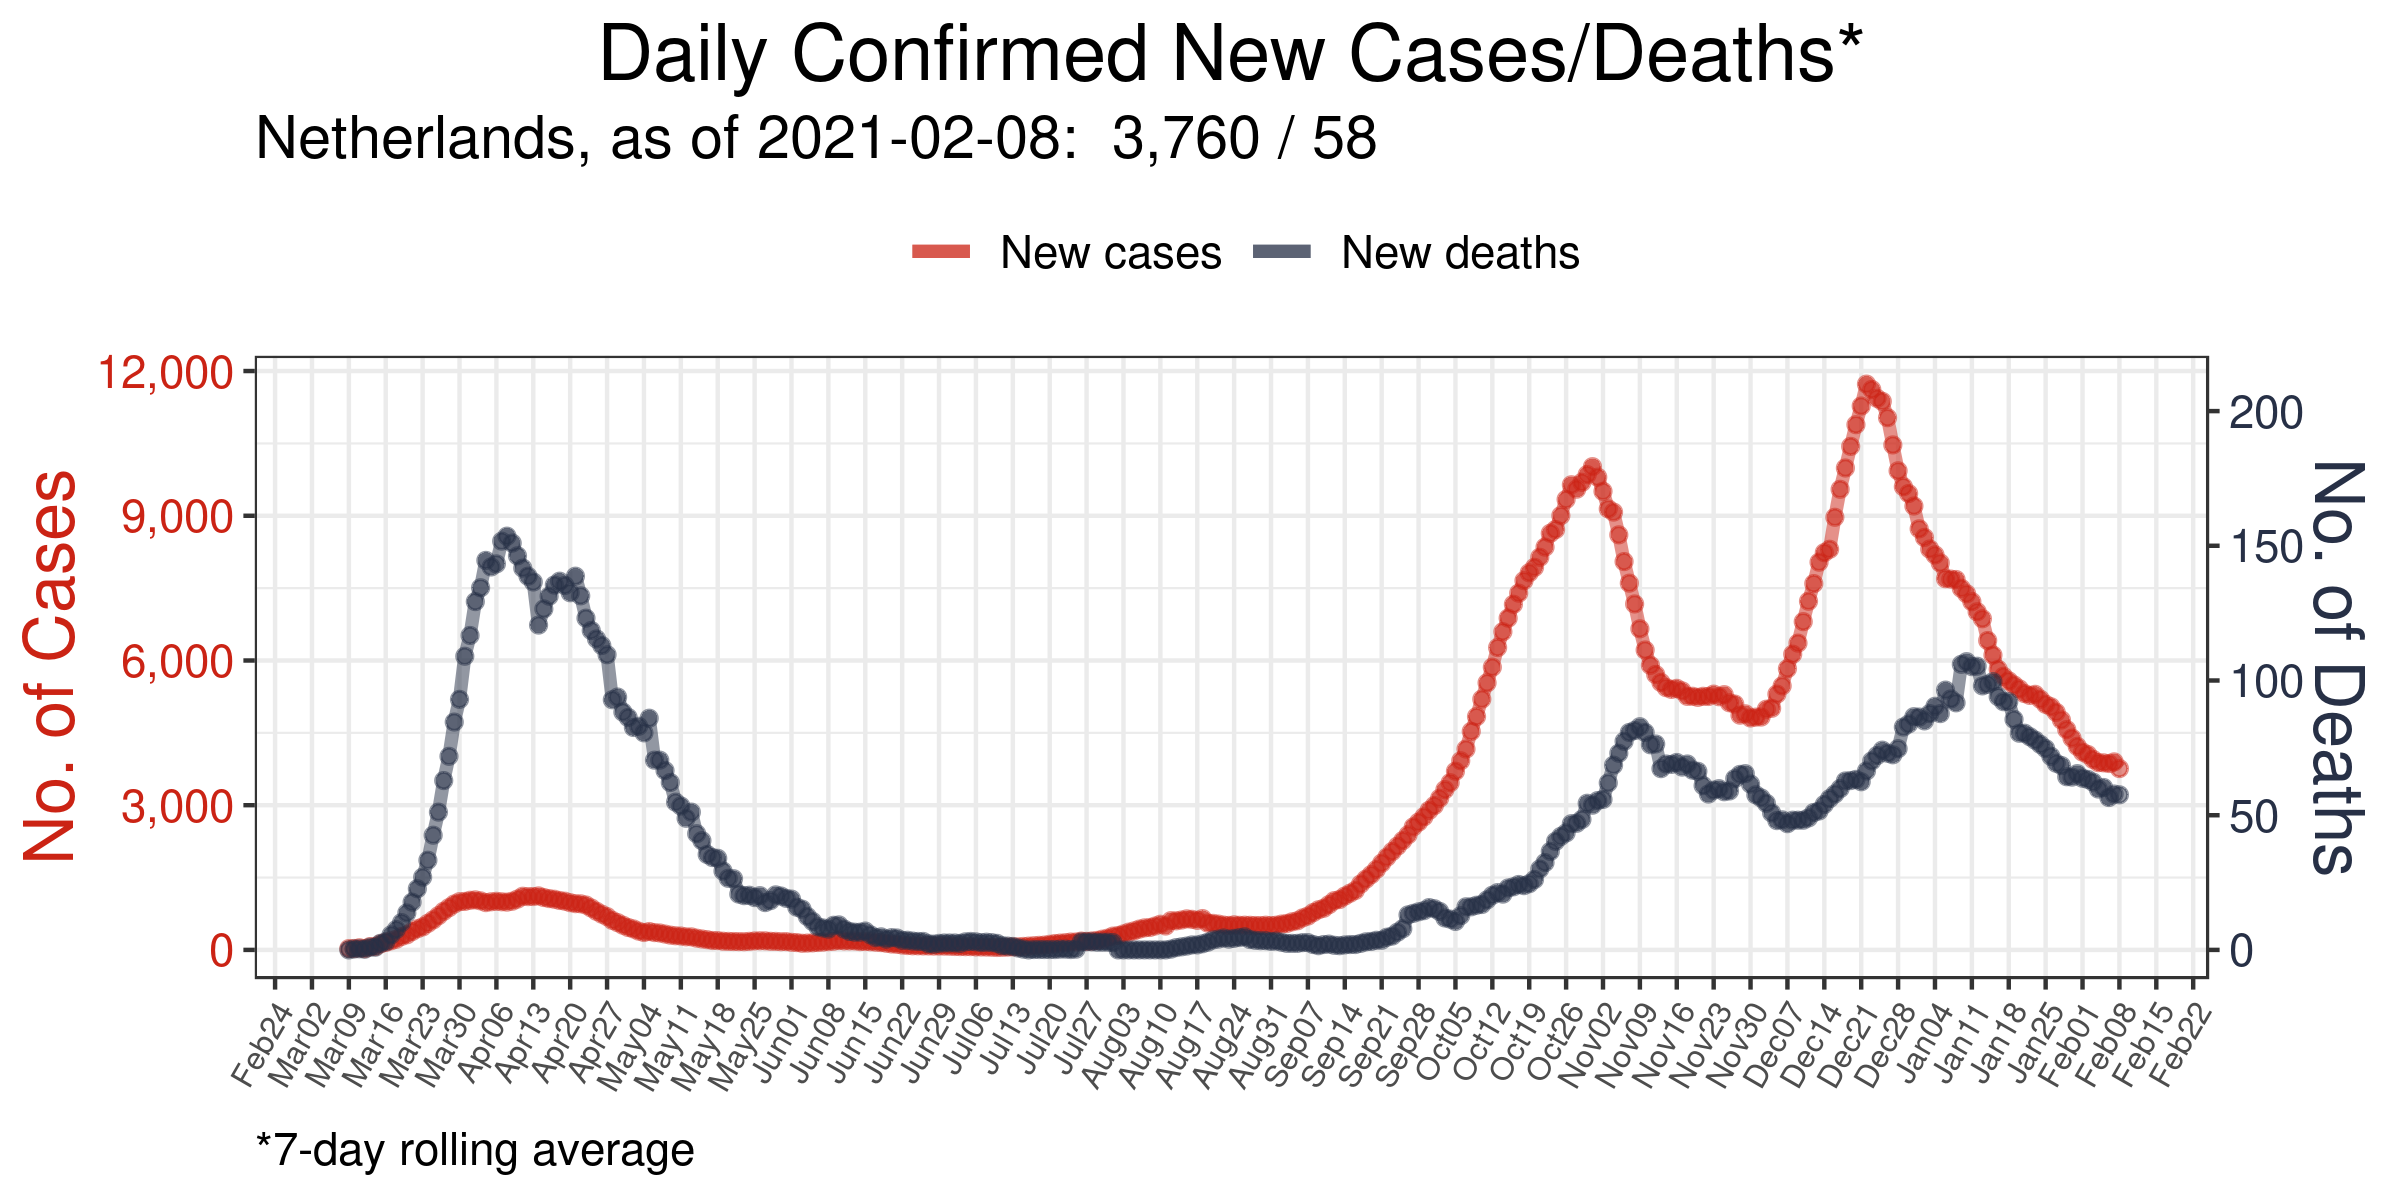 Daily Confirmed New Cases/Deaths*
Netherlands, as of 2021-02-08:  3,760 / 58
New cases
New deaths
No. of Cases
12,000
9,000
6,000
3,000
0
200
150
100
50
0
No. of Deaths
Feb24
Mar02
Mar09
Mar16
Mar23
Mar30
Apr06
Apr13
Apr20
Apr27
May04
May11
May18
May25
Jun01
Jun08
Jun15
Jun22
Jun29
Jul06
Jul13
Jul20
Jul27
Aug03
Aug10
Aug17
Aug24
Aug31
Sep07
Sep14
Sep21
Sep28
Oct05
Oct12
Oct19
Oct26
Nov02
Nov09
Nov16
Nov23
Nov30
Dec07
Dec14
Dec21
Dec28
Jan04
Jan11
Jan18
Jan25
Feb01
Feb08
Feb15
Feb22
*7-day rolling average